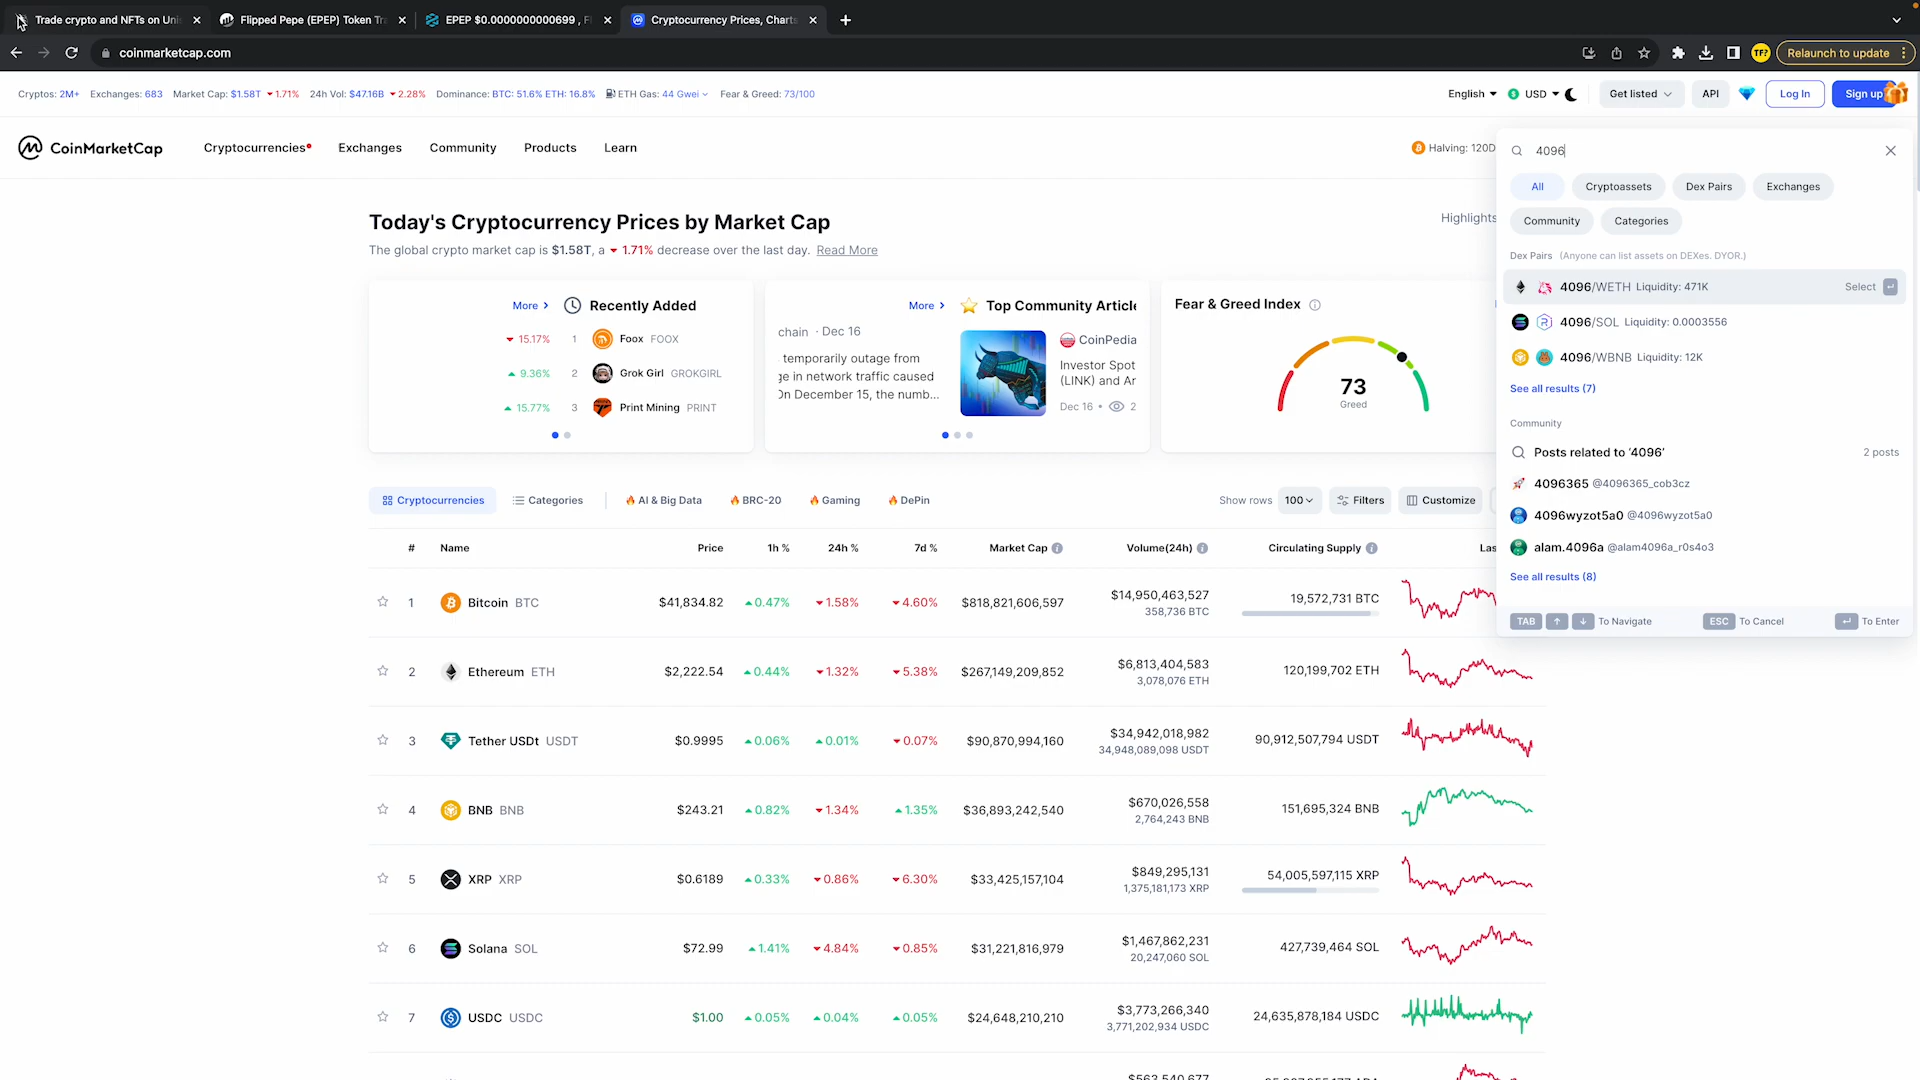 Trade crypto and NFTs on Uni
Flipped Pepe (EPEP) Token Tra
EPEP $0.0000000000699 , F
Cryptocurrency Prices, Charts
coinmarketcap.com
TF?
Relaunch to update
Cryptos: 2M+ Exchanges: 683 Market Cap: $1.58T 1.71% 24h Vol: $47.16B 2.28% Dominance: BTC: 51.6% ETH: 16.8% ETH Gas: 44 Gwei Fear & Greed: 73/100
English USD Get listed API Log In Sign up
CoinMarketCap
Cryptocurrencies Exchanges Community Products Learn
Halving: 120D
4096
All Cryptoassets Dex Pairs Exchanges
Community Categories
Dex Pairs (Anyone can list assets on DEXes. DYOR.)
4096/WETH Liquidity: 471K Select
4096/SOL Liquidity: 0.0003556
4096/WBNB Liquidity: 12K
See all results (7)
Community
Posts related to '4096' 2 posts
4096365 @4096365_cob3cz
4096wyzot5a0 @4096wyzot5a0
alam.4096a @alam4096a_r0s4o3
See all results (8)
TAB To Navigate ESC To Cancel To Enter
Today's Cryptocurrency Prices by Market Cap
Highlights
The global crypto market cap is $1.58T, a 1.71% decrease over the last day. Read More
More
15.17%
9.36%
15.77%
Recently Added
1 Foox FOOX
2 Grok Girl GROKGIRL
3 Print Mining PRINT
More
chain · Dec 16
temporarily outage from
ge in network traffic caused
On December 15, the numb...
Top Community Article
CoinPedia
Investor Spot
(LINK) and Ar
Dec 16 • 2
Fear & Greed Index
73
Greed
Cryptocurrencies Categories AI & Big Data BRC-20 Gaming DePin
Show rows 100 Filters Customize
# Name Price 1h % 24h % 7d % Market Cap Volume(24h) Circulating Supply Las
1 Bitcoin BTC $41,834.82 0.47% 1.58% 4.60% $818,821,606,597 $14,950,463,527 19,572,731 BTC
358,736 BTC
2 Ethereum ETH $2,222.54 0.44% 1.32% 5.38% $267,149,209,852 $6,813,404,583 120,199,702 ETH
3,078,076 ETH
3 Tether USDt USDT $0.9995 0.06% 0.01% 0.07% $90,870,994,160 $34,942,018,982 90,912,507,794 USDT
34,948,089,098 USDT
4 BNB BNB $243.21 0.82% 1.34% 1.35% $36,893,242,540 $670,026,558 151,695,324 BNB
2,764,243 BNB
5 XRP XRP $0.6189 0.33% 0.86% 6.30% $33,425,157,104 $849,295,131 54,005,597,115 XRP
1,375,181,173 XRP
6 Solana SOL $72.99 1.41% 4.84% 0.85% $31,221,816,979 $1,467,862,231 427,739,464 SOL
20,247,060 SOL
7 USDC USDC $1.00 0.05% 0.04% 0.05% $24,648,210,210 $3,773,266,340 24,635,878,184 USDC
3,771,202,934 USDC